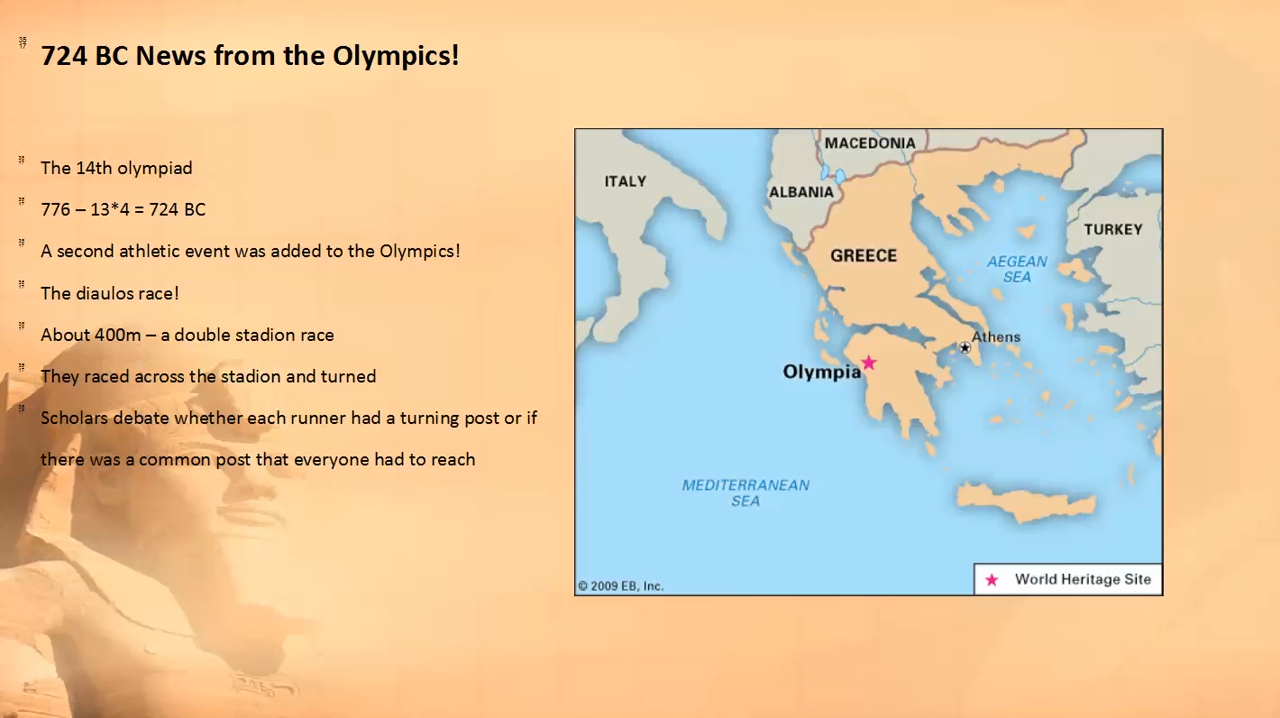 724 BC News from the Olympics!
The 14th olympiad
776 – 13*4 = 724 BC
A second athletic event was added to the Olympics!
The diaulos race!
About 400m – a double stadion race
They raced across the stadion and turned
Scholars debate whether each runner had a turning post or if
there was a common post that everyone had to reach
MACEDONIA
ITALY
ALBANIA
TURKEY
GREECE
AEGEAN
SEA
Athens
Olympia
MEDITERRANEAN
SEA
World Heritage Site
© 2009 EB, Inc.